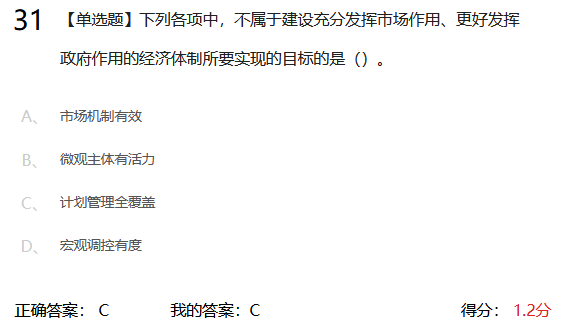 31 【单选题】下列各项中，不属于建设充分发挥市场作用、更好发挥
政府作用的经济体制所要实现的目标的是（）。
A、 市场机制有效
B、 微观主体有活力
C、 计划管理全覆盖
D、 宏观调控有度
正确答案： C 我的答案：C 得分： 1.2分